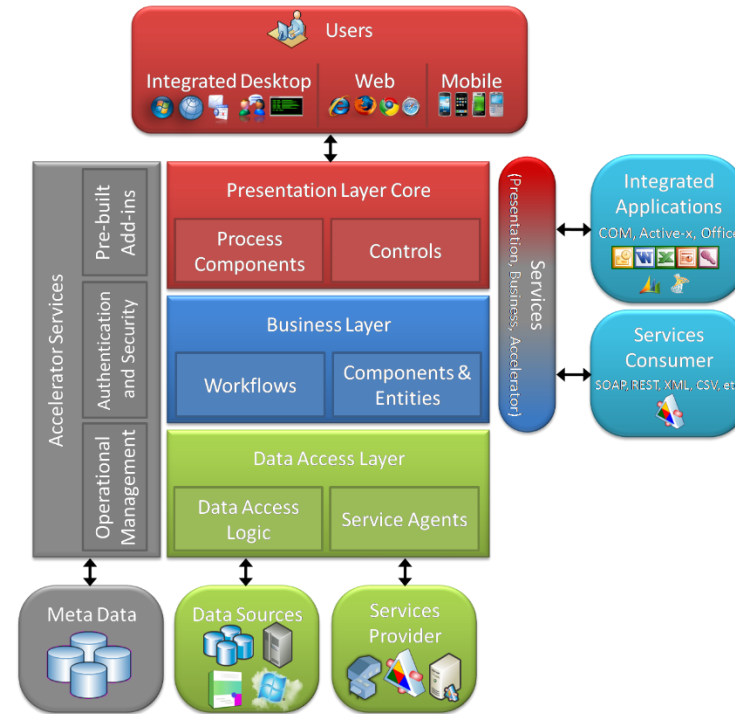 Users
Integrated Desktop
Web
Mobile
Accelerator Services
Pre-built
Add-ins
Authentication
and Security
Operational
Management
Presentation Layer Core
Process
Components
Controls
Business Layer
Workflows
Components &
Entities
Data Access Layer
Data Access
Logic
Service Agents
Services
(Presentation, Business, Accelerator)
Integrated
Applications
COM, Active-x, Office
Services
Consumer
SOAP, REST, XML, CSV, et
Meta Data
Data Sources
Services
Provider